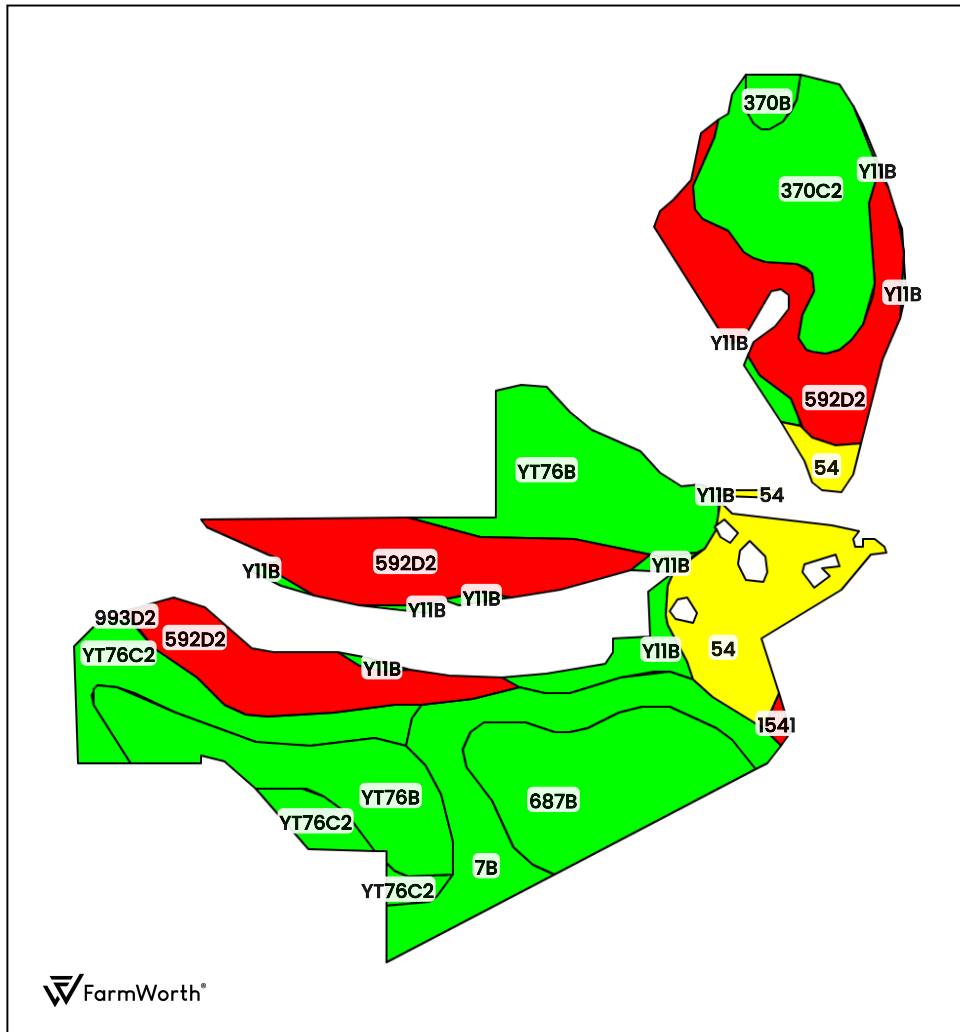 370B
Y11B
370C2
Y11B
Y11B
592D2
54
YT76B
Y11B
54
592D2
Y11B
Y11B
Y11B
Y11B
993D2
592D2
YT76C2
Y11B
Y11B
54
1541
YT76B
687B
YT76C2
7B
YT76C2
FarmWorth®